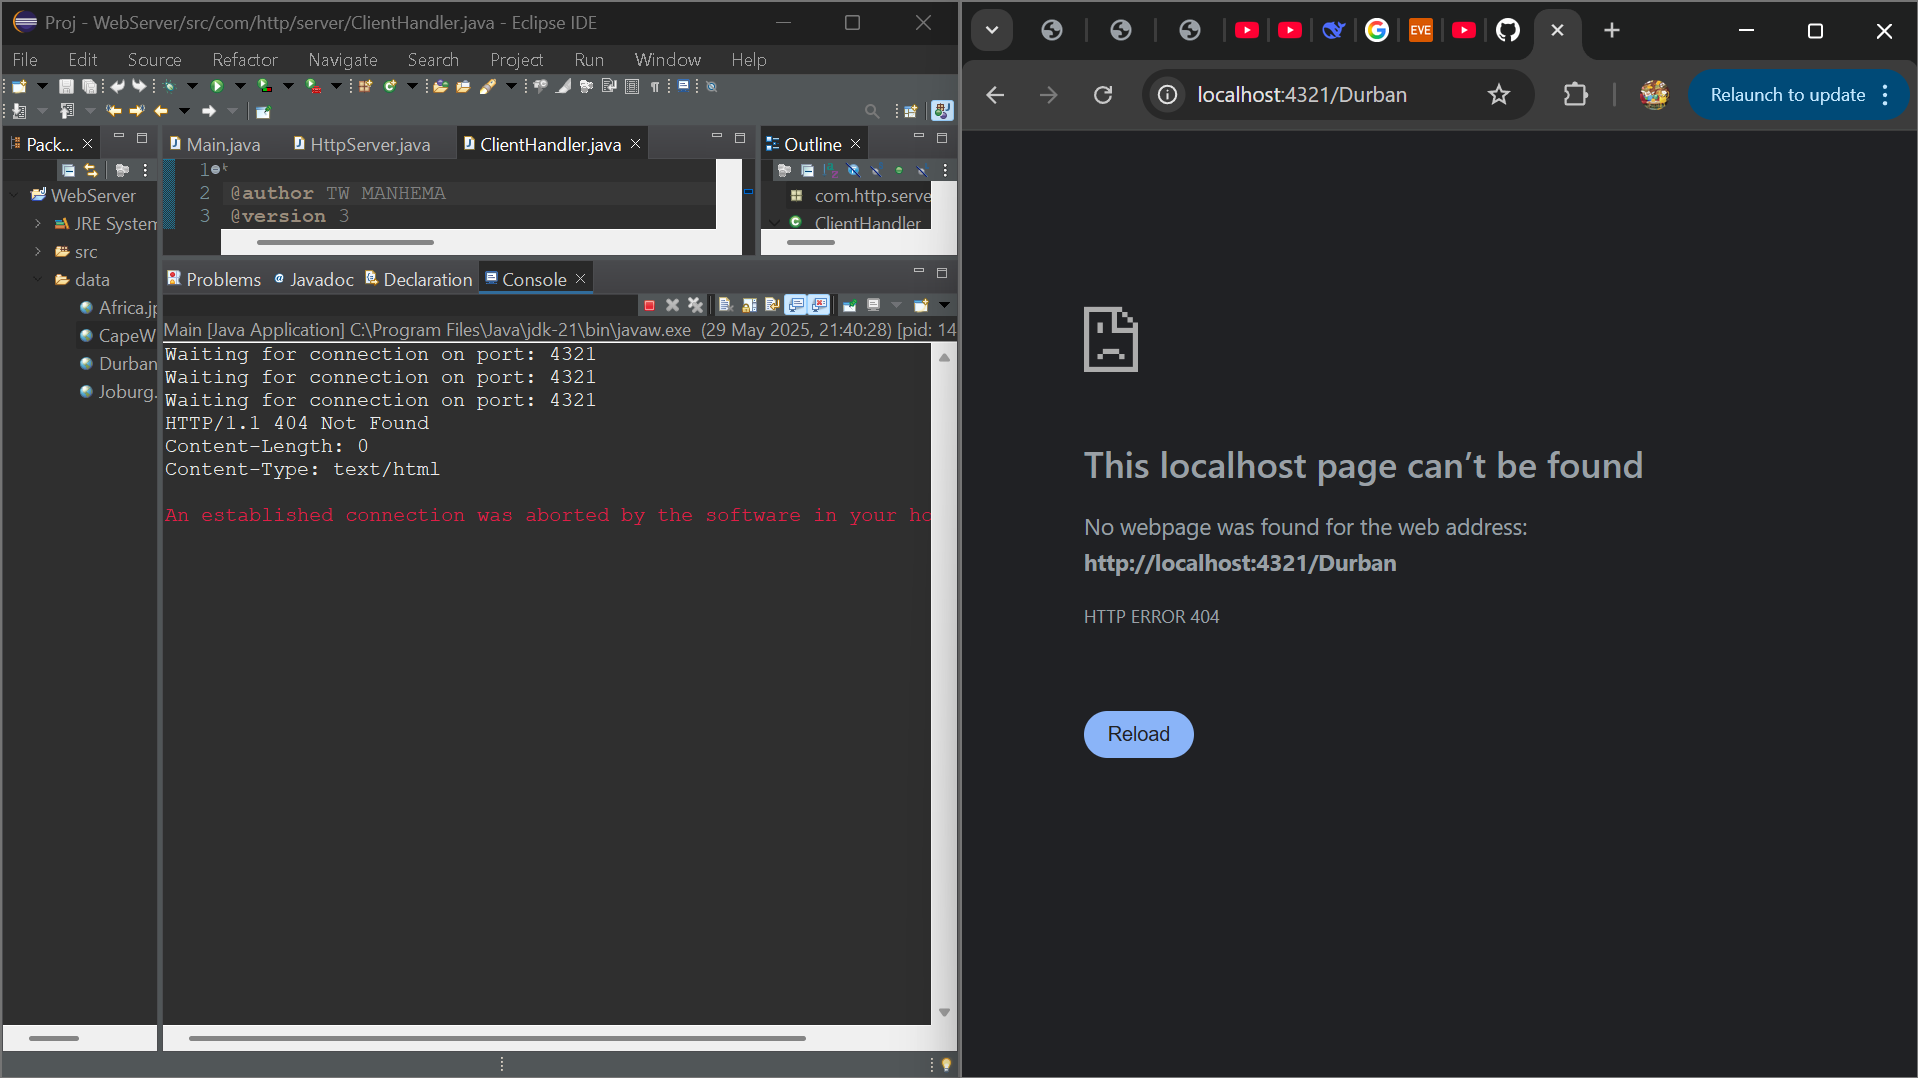 Proj - WebServer/src/com/http/server/ClientHandler.java - Eclipse IDE
File Edit Source Refactor Navigate Search Project Run Window Help
Pack...
WebServer
JRE System
src
data
Africa.jp
CapeW
Durban
Joburg.
Main.java HttpServer.java ClientHandler.java
1
2 @author TW MANHEMA
3 @version 3
Outline
com.http.serve
ClientHandler
Problems Javadoc Declaration Console
Main [Java Application] C:\Program Files\Java\jdk-21\bin\javaw.exe (29 May 2025, 21:40:28) [pid: 14
Waiting for connection on port: 4321
Waiting for connection on port: 4321
Waiting for connection on port: 4321
HTTP/1.1 404 Not Found
Content-Length: 0
Content-Type: text/html
An established connection was aborted by the software in your ho
EVE
localhost:4321/Durban
Relaunch to update
This localhost page can’t be found
No webpage was found for the web address:
http://localhost:4321/Durban
HTTP ERROR 404
Reload